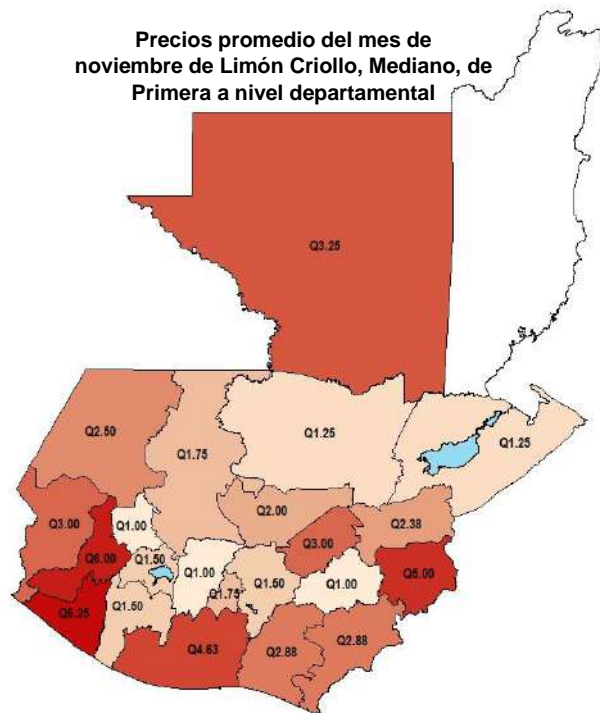 Precios promedio del mes de
noviembre de Limón Criollo, Mediano, de
Primera a nivel departamental
Q3.25
Q2.50
Q1.75
Q1.25
Q1.25
Q3.00
Q1.00
Q2.00
Q2.38
Q6.00
Q1.50
Q1.00
Q1.75
Q1.50
Q3.00
Q1.00
Q5.00
Q6.25
Q1.50
Q4.63
Q2.88
Q2.88